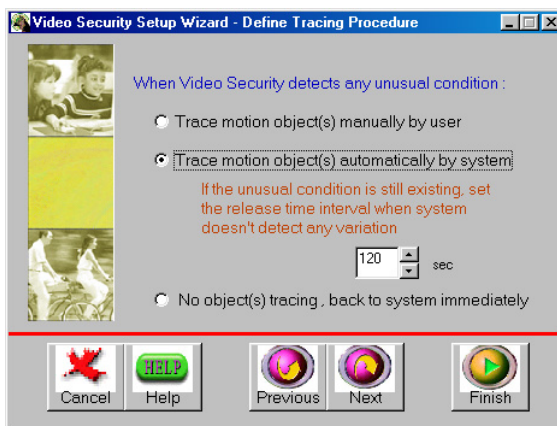 Video Security Setup Wizard - Define Tracing Procedure
When Video Security detects any unusual condition :
Trace motion object(s) manually by user
Trace motion object(s) automatically by system
If the unusual condition is still existing, set
the release time interval when system
doesn't detect any variation
120 sec
No object(s) tracing , back to system immediately
HELP
Cancel Help Previous Next Finish